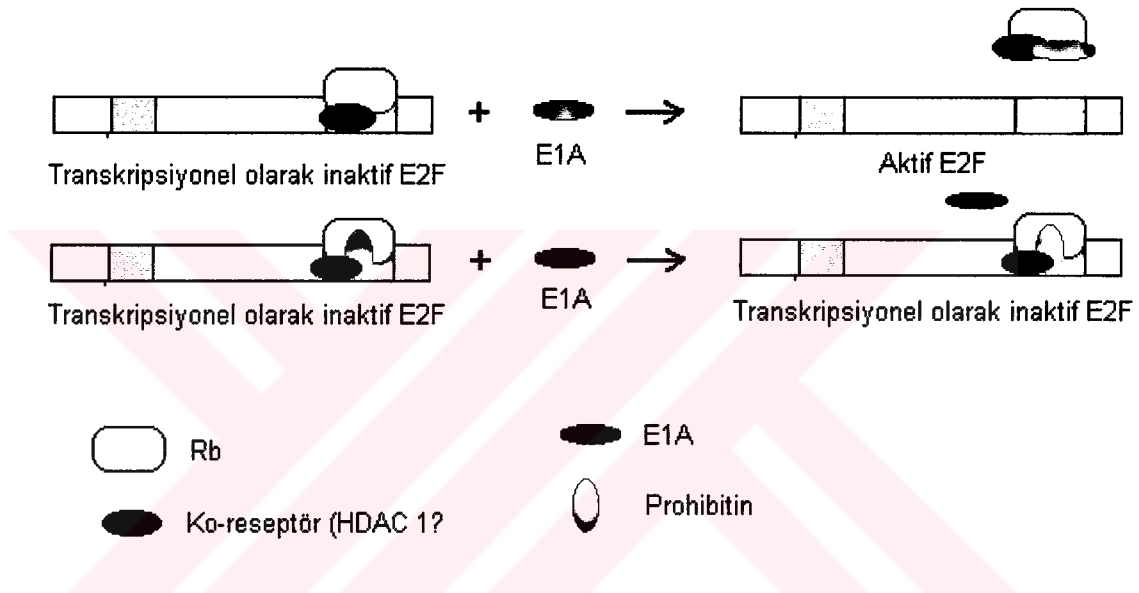 +
E1A
Transkripsiyonel olarak inaktif E2F
Aktif E2F
+
E1A
Transkripsiyonel olarak inaktif E2F
Transkripsiyonel olarak inaktif E2F
Rb
E1A
Ko-reseptör (HDAC 1?
Prohibitin